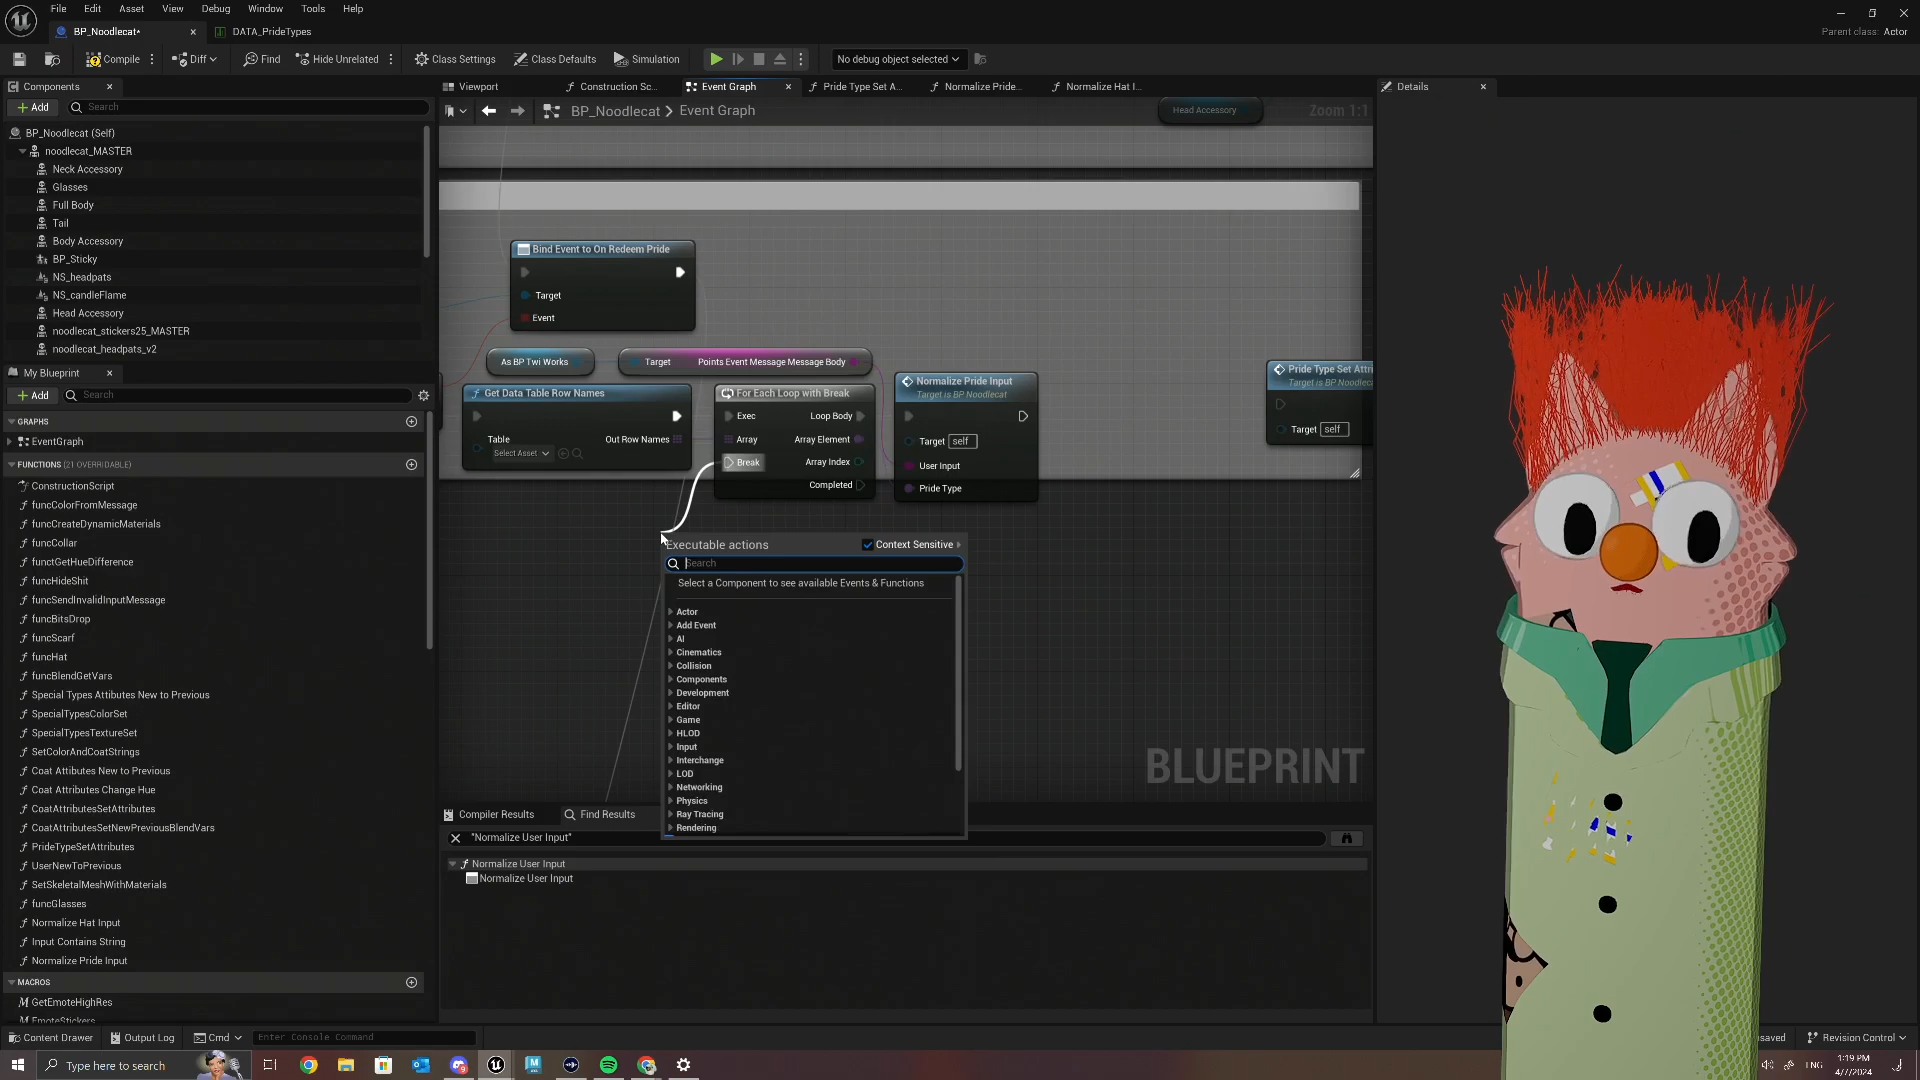 File Edit Asset View Debug Window Tools Help
BP_Noodlecat*
DATA_PrideTypes
Parent class: Actor
Compile
Diff
Find
Hide Unrelated
Class Settings
Class Defaults
Simulation
No debug object selected
Components
Viewport
Construction Sc...
Event Graph
Pride Type Set A...
Normalize Pride...
Normalize Hat I...
Details
Add
Search
BP_Noodlecat > Event Graph
Head Accessory
Zoom 1:1
BP_Noodlecat (Self)
noodlecat_MASTER
Neck Accessory
Glasses
Full Body
Tail
Body Accessory
BP_Sticky
NS_headpats
NS_candleFlame
Head Accessory
noodlecat_stickers25_MASTER
noodlecat_headpats_v2
My Blueprint
Add
Search
GRAPHS
EventGraph
FUNCTIONS (21 OVERRIDABLE)
ConstructionScript
funcColorFromMessage
funcCreateDynamicMaterials
funcCollar
functGetHueDifference
funcHideShit
funcSendInvalidInputMessage
funcBitsDrop
funcScarf
funcHat
funcBlendGetVars
Special Types Attibutes New to Previous
SpecialTypesColorSet
SpecialTypesTextureSet
SetColorAndCoatStrings
Coat Attibutes New to Previous
Coat Attributes Change Hue
CoatAttributesSetAttributes
CoatAttributesSetNewPreviousBlendVars
PrideTypeSetAttributes
UserNewToPrevious
SetSkeletalMeshWithMaterials
funcGlasses
Normalize Hat Input
Input Contains String
Normalize Pride Input
MACROS
GetEmoteHighRes
EmoteStickers
Bind Event to On Redeem Pride
Target
Event
As BP Twi Works
Target
Points Event Message Message Body
Get Data Table Row Names
Table
Select Asset
Out Row Names
For Each Loop with Break
Exec
Loop Body
Array
Array Element
Break
Array Index
Completed
Normalize Pride Input
Target is BP Noodlecat
Target self
User Input
Pride Type
Pride Type Set Attri
Target is BP Noodlec
Target self
Executable actions
Context Sensitive
Search
Select a Component to see available Events & Functions
Actor
Add Event
AI
Cinematics
Collision
Components
Development
Editor
Game
HLOD
Input
Interchange
LOD
Networking
Physics
Ray Tracing
Rendering
BLUEPRINT
Compiler Results
Find Results
"Normalize User Input"
Normalize User Input
Normalize User Input
Content Drawer
Output Log
Cmd
Enter Console Command
saved
Revision Control
Type here to search
ENG
1:19 PM
4/7/2024